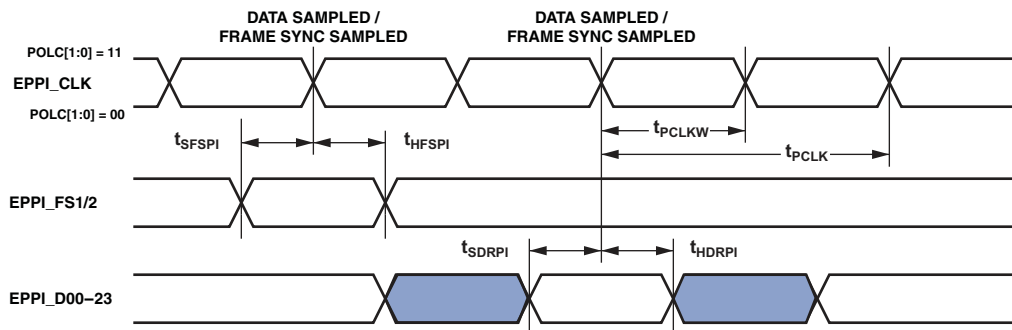 DATA SAMPLED / FRAME SYNC SAMPLED
DATA SAMPLED / FRAME SYNC SAMPLED
POLC[1:0] = 11
EPPI_CLK
POLC[1:0] = 00
tPCLKW
tSFSPI
tHFSPI
tPCLK
EPPI_FS1/2
tSDRPI
tHDRPI
EPPI_D00–23